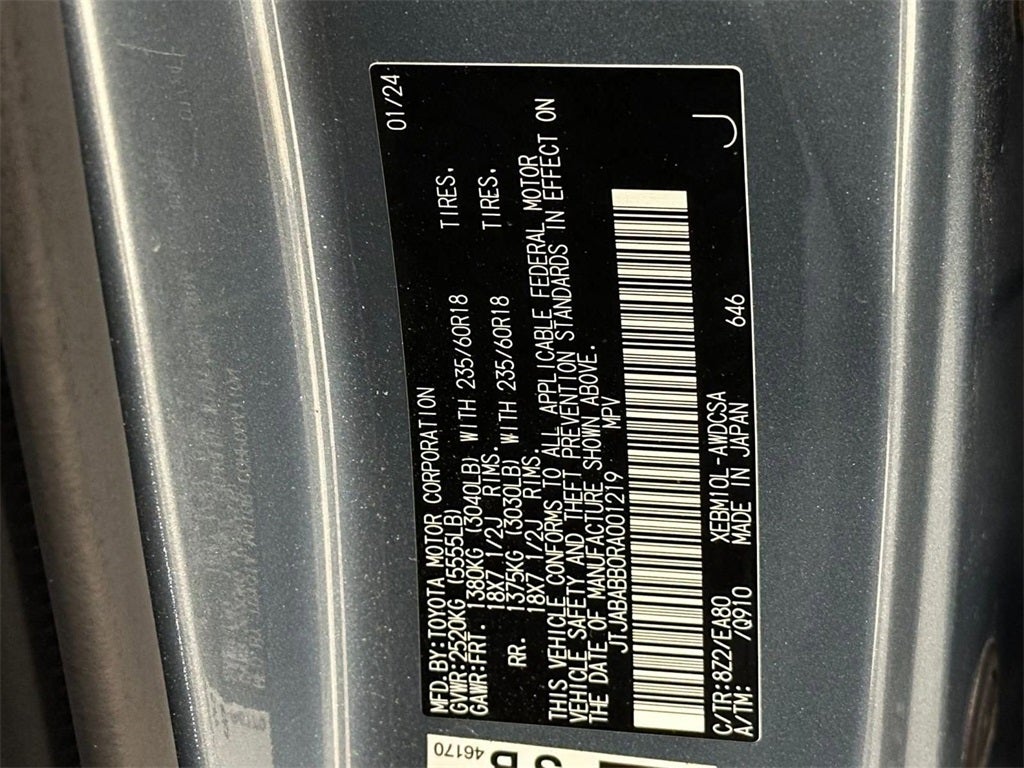 MFD.BY:TOYOTA MOTOR CORPORATION 01/24
GVWR:2520KG (5555LB)
GAWR:FRT. 1380KG (3040LB) WITH 235/60R18 TIRES.
18X7 1/2J RIMS.
RR. 1375KG (3030LB) WITH 235/60R18 TIRES.
18X7 1/2J RIMS.
THIS VEHICLE CONFORMS TO ALL APPLICABLE FEDERAL MOTOR
VEHICLE SAFETY AND THEFT PREVENTION STANDARDS IN EFFECT ON
THE DATE OF MANUFACTURE SHOWN ABOVE.
JTJABABB0RA001219 MPV
J
C/TR:8Z2/EA80 XEBM10L-AWDCSA 646
A/TM: /Q910 MADE IN JAPAN
46170